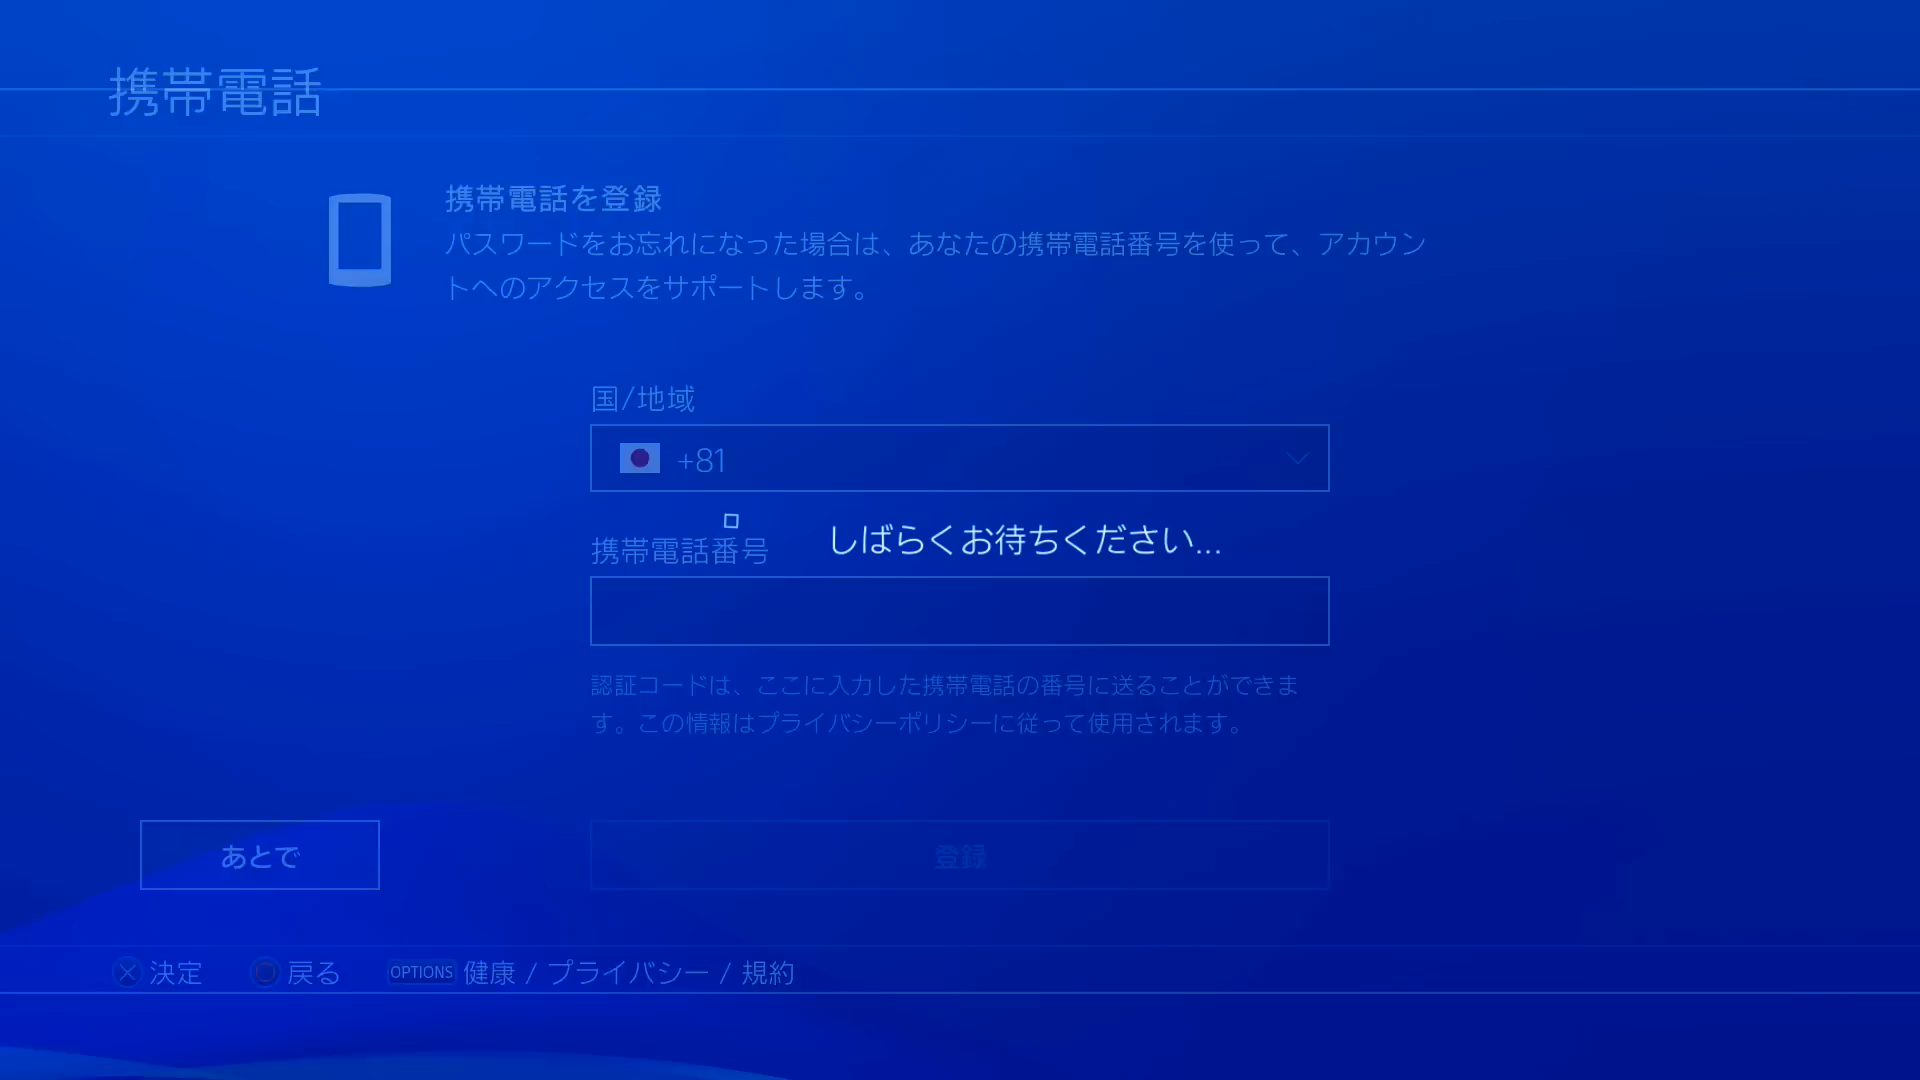 携帯電話
携帯電話を登録
パスワードをお忘れになった場合は、あなたの携帯電話番号を使って、アカウン
トへのアクセスをサポートします。
国/地域
+81
しばらくお待ちください...
携帯電話番号
認証コードは、ここに入力した携帯電話の番号に送ることができま
す。この情報はプライバシーポリシーに従って使用されます。
あとで
登録
決定
戻る
OPTIONS 健康 / プライバシー / 規約